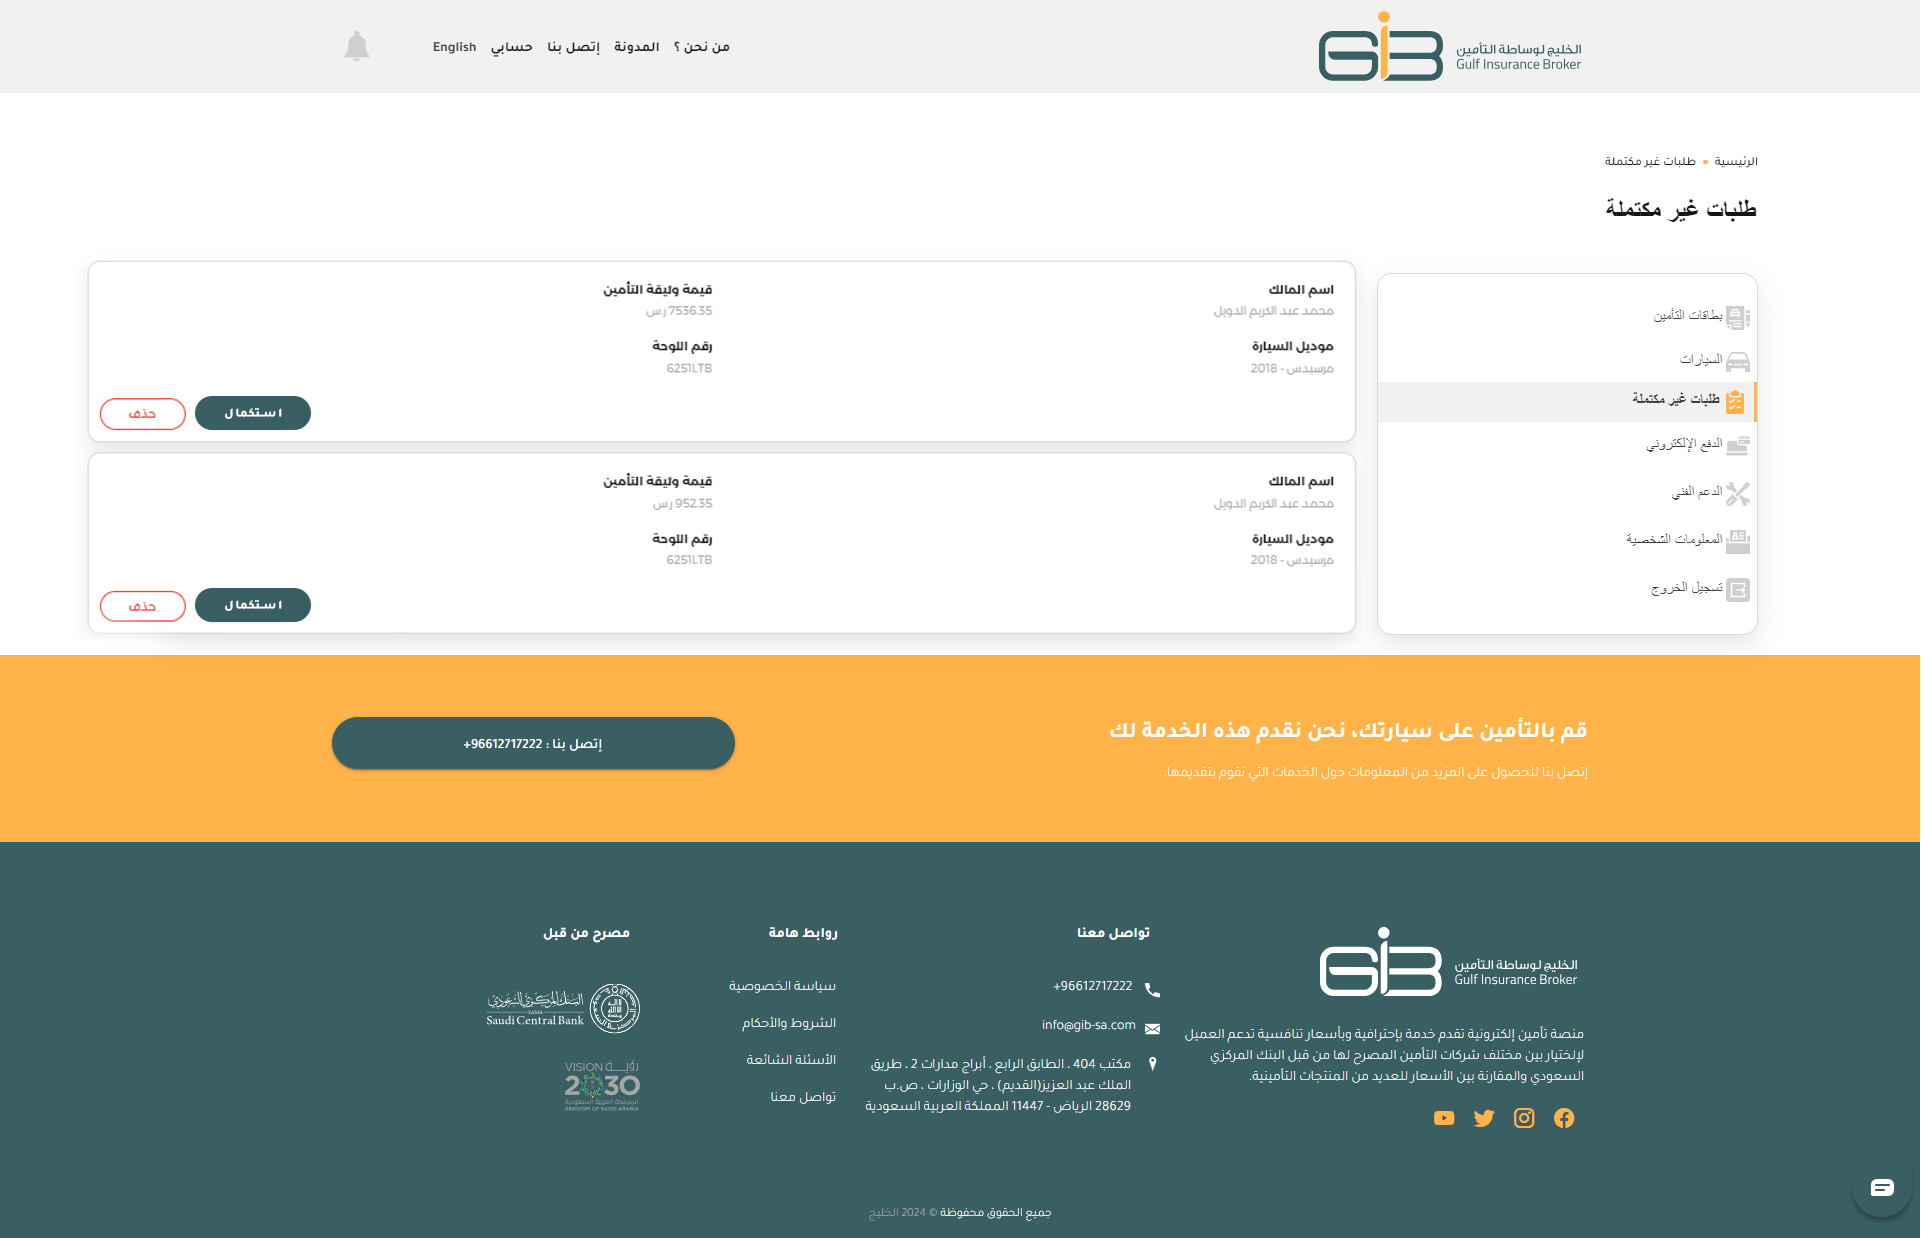 الخليج لوساطة التأمين
Gulf Insurance Broker
من نحن ؟ المدونة إتصل بنا حسابي English
الرئيسية • طلبات غير مكتملة
طلبات غير مكتملة
بطاقات التأمين
السيارات
طلبات غير مكتملة
الدفع الإلكتروني
الدعم الفني
المعلومات الشخصية
تسجيل الخروج
اسم المالك
محمد عبد الكريم الدويل
قيمة وثيقة التأمين
7536.35 ر.س
موديل السيارة
مرسيدس - 2018
رقم اللوحة
6251LTB
استكمال
حذف
اسم المالك
محمد عبد الكريم الدويل
قيمة وثيقة التأمين
952.35 ر.س
موديل السيارة
مرسيدس - 2018
رقم اللوحة
6251LTB
استكمال
حذف
قم بالتأمين على سيارتك، نحن نقدم هذه الخدمة لك
إتصل بنا للحصول على المزيد من المعلومات حول الخدمات التي نقوم بتقديمها.
إتصل بنا : 96612717222+
الخليج لوساطة التأمين
Gulf Insurance Broker
منصة تأمين إلكترونية تقدم خدمة بإحترافية وبأسعار تنافسية تدعم العميل
لإختيار بين مختلف شركات التأمين المصرح لها من قبل البنك المركزي
السعودي والمقارنة بين الأسعار للعديد من المنتجات التأمينية.
تواصل معنا
96612717222+
info@gib-sa.com
مكتب 404 ، الطابق الرابع ، أبراج مدارات 2 ، طريق
الملك عبد العزيز(القديم) ، حي الوزارات ، ص.ب
28629 الرياض - 11447 المملكة العربية السعودية
روابط هامة
سياسة الخصوصية
الشروط والأحكام
الأسئلة الشائعة
تواصل معنا
مصرح من قبل
البنك المركزي السعودي
SAMA
Saudi Central Bank
رؤية VISION
2030
المملكة العربية السعودية
KINGDOM OF SAUDI ARABIA
جميع الحقوق محفوظة © 2024 الخليج